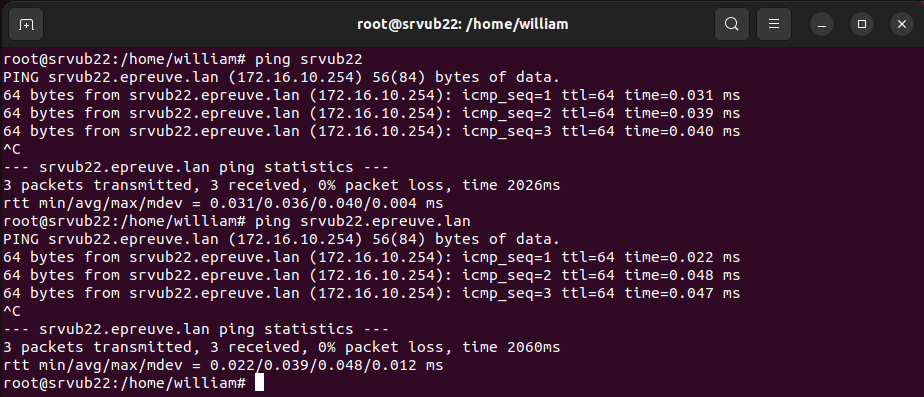 root@srvub22: /home/william
root@srvub22:/home/william# ping srvub22
PING srvub22.epreuve.lan (172.16.10.254) 56(84) bytes of data.
64 bytes from srvub22.epreuve.lan (172.16.10.254): icmp_seq=1 ttl=64 time=0.031 ms
64 bytes from srvub22.epreuve.lan (172.16.10.254): icmp_seq=2 ttl=64 time=0.039 ms
64 bytes from srvub22.epreuve.lan (172.16.10.254): icmp_seq=3 ttl=64 time=0.040 ms
^C
--- srvub22.epreuve.lan ping statistics ---
3 packets transmitted, 3 received, 0% packet loss, time 2026ms
rtt min/avg/max/mdev = 0.031/0.036/0.040/0.004 ms
root@srvub22:/home/william# ping srvub22.epreuve.lan
PING srvub22.epreuve.lan (172.16.10.254) 56(84) bytes of data.
64 bytes from srvub22.epreuve.lan (172.16.10.254): icmp_seq=1 ttl=64 time=0.022 ms
64 bytes from srvub22.epreuve.lan (172.16.10.254): icmp_seq=2 ttl=64 time=0.048 ms
64 bytes from srvub22.epreuve.lan (172.16.10.254): icmp_seq=3 ttl=64 time=0.047 ms
^C
--- srvub22.epreuve.lan ping statistics ---
3 packets transmitted, 3 received, 0% packet loss, time 2060ms
rtt min/avg/max/mdev = 0.022/0.039/0.048/0.012 ms
root@srvub22:/home/william#